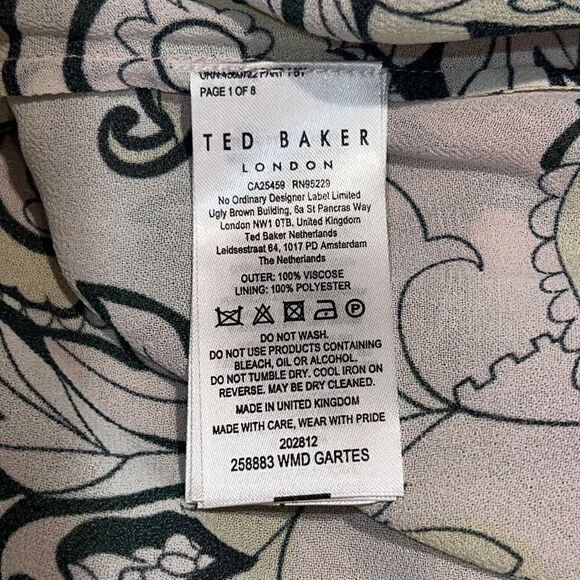 PAGE 1 OF 8
TED BAKER
LONDON
CA25459 RN95229
No Ordinary Designer Label Limited
Ugly Brown Building, 6a St Pancras Way
London NW1 0TB, United Kingdom
Ted Baker Netherlands
Leidsestraat 64, 1017 PD Amsterdam
The Netherlands
OUTER: 100% VISCOSE
LINING: 100% POLYESTER
P
DO NOT WASH.
DO NOT USE PRODUCTS CONTAINING
BLEACH, OIL OR ALCOHOL.
DO NOT TUMBLE DRY. COOL IRON ON
REVERSE. MAY BE DRY CLEANED.
MADE IN UNITED KINGDOM
MADE WITH CARE, WEAR WITH PRIDE
202812
258883 WMD GARTES